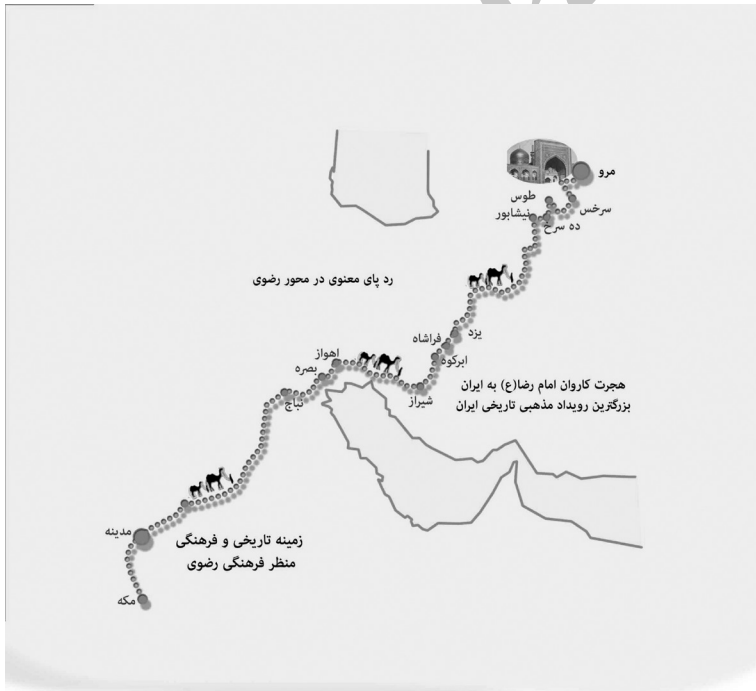 مرو
طوس
سرخس
نیشابور
ده سرخ
رد پای معنوی در محور رضوی
یزد
فراشاه
ابرکوه
اهواز
بصره
نباج
شیراز
هجرت کاروان امام رضا(ع) به ایران
بزرگترین رویداد مذهبی تاریخی ایران
مدینه
زمینه تاریخی و فرهنگی
منظر فرهنگی رضوی
مکه